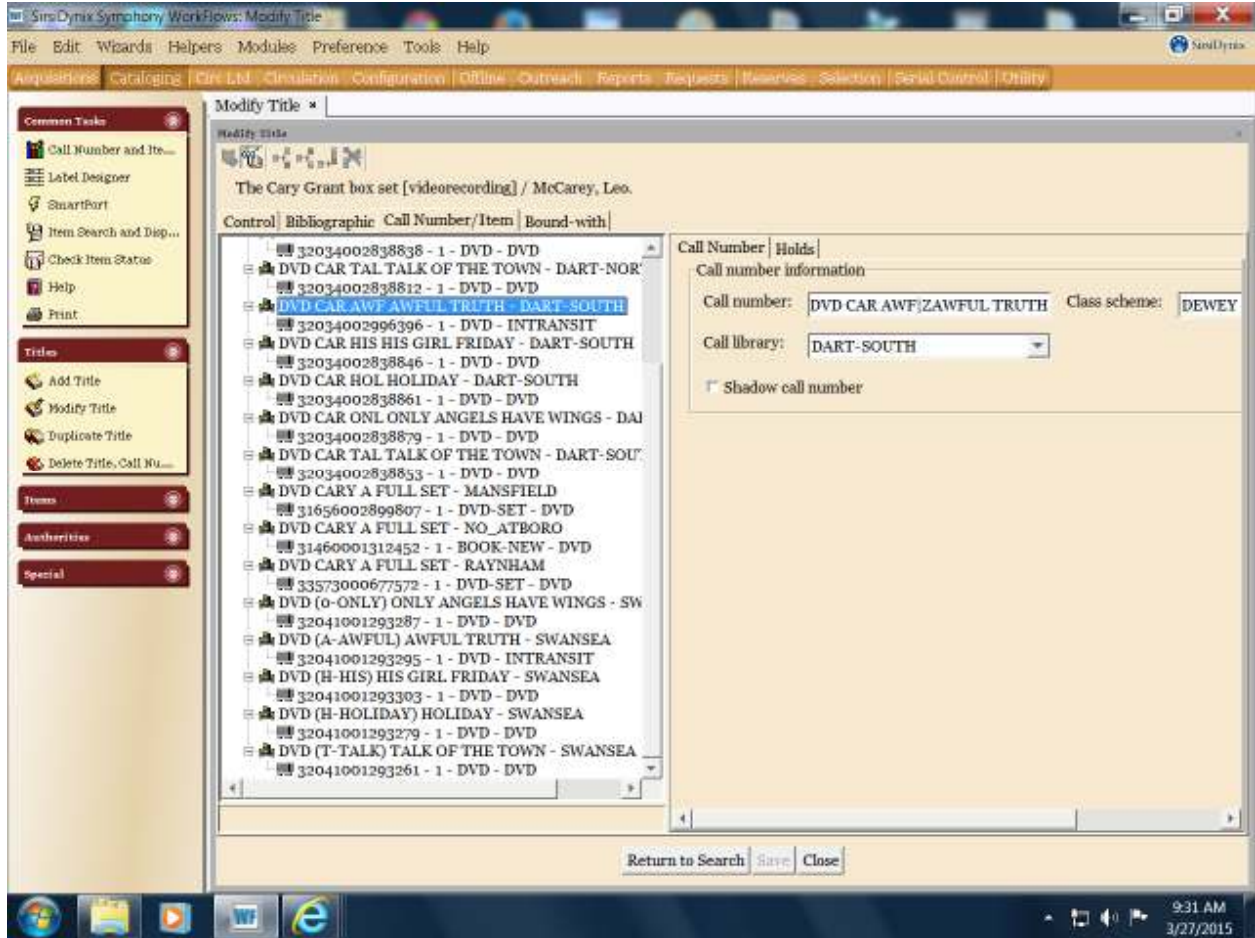 SirsiDynix Symphony WorkFlows: Modify Title
File Edit Wizards Helpers Modules Preference Tools Help
SirsiDynix
Acquisitions Cataloging Circ Ltd Circulation Configuration Offline Outreach Reports Requests Reserves Selection Serial Control Utility
Modify Title
Common Tasks
Call Number and Ite...
Label Designer
SmartPort
Item Search and Disp...
Check Item Status
Help
Print
Titles
Add Title
Modify Title
Duplicate Title
Delete Title, Call Nu...
Items
Authorities
Special
Modify Title
The Cary Grant box set [videorecording] / McCarey, Leo.
Control Bibliographic Call Number/Item Bound-with
32034002838838 - 1 - DVD - DVD
DVD CAR TAL TALK OF THE TOWN - DART-NOR
32034002838812 - 1 - DVD - DVD
DVD CAR AWF AWFUL TRUTH - DART-SOUTH
32034002996396 - 1 - DVD - INTRANSIT
DVD CAR HIS HIS GIRL FRIDAY - DART-SOUTH
32034002838846 - 1 - DVD - DVD
DVD CAR HOL HOLIDAY - DART-SOUTH
32034002838861 - 1 - DVD - DVD
DVD CAR ONL ONLY ANGELS HAVE WINGS - DAI
32034002838879 - 1 - DVD - DVD
DVD CAR TAL TALK OF THE TOWN - DART-SOU
32034002838853 - 1 - DVD - DVD
DVD CARY A FULL SET - MANSFIELD
31656002899807 - 1 - DVD-SET - DVD
DVD CARY A FULL SET - NO_ATBORO
31460001312452 - 1 - BOOK-NEW - DVD
DVD CARY A FULL SET - RAYNHAM
33573000677572 - 1 - DVD-SET - DVD
DVD (0-ONLY) ONLY ANGELS HAVE WINGS - SW
32041001293287 - 1 - DVD - DVD
DVD (A-AWFUL) AWFUL TRUTH - SWANSEA
32041001293295 - 1 - DVD - INTRANSIT
DVD (H-HIS) HIS GIRL FRIDAY - SWANSEA
32041001293303 - 1 - DVD - DVD
DVD (H-HOLIDAY) HOLIDAY - SWANSEA
32041001293279 - 1 - DVD - DVD
DVD (T-TALK) TALK OF THE TOWN - SWANSEA
32041001293261 - 1 - DVD - DVD
Call Number Holds
Call number information
Call number: DVD CAR AWF|ZAWFUL TRUTH Class scheme: DEWEY
Call library: DART-SOUTH
Shadow call number
Return to Search Save Close
WF
9:31 AM
3/27/2015